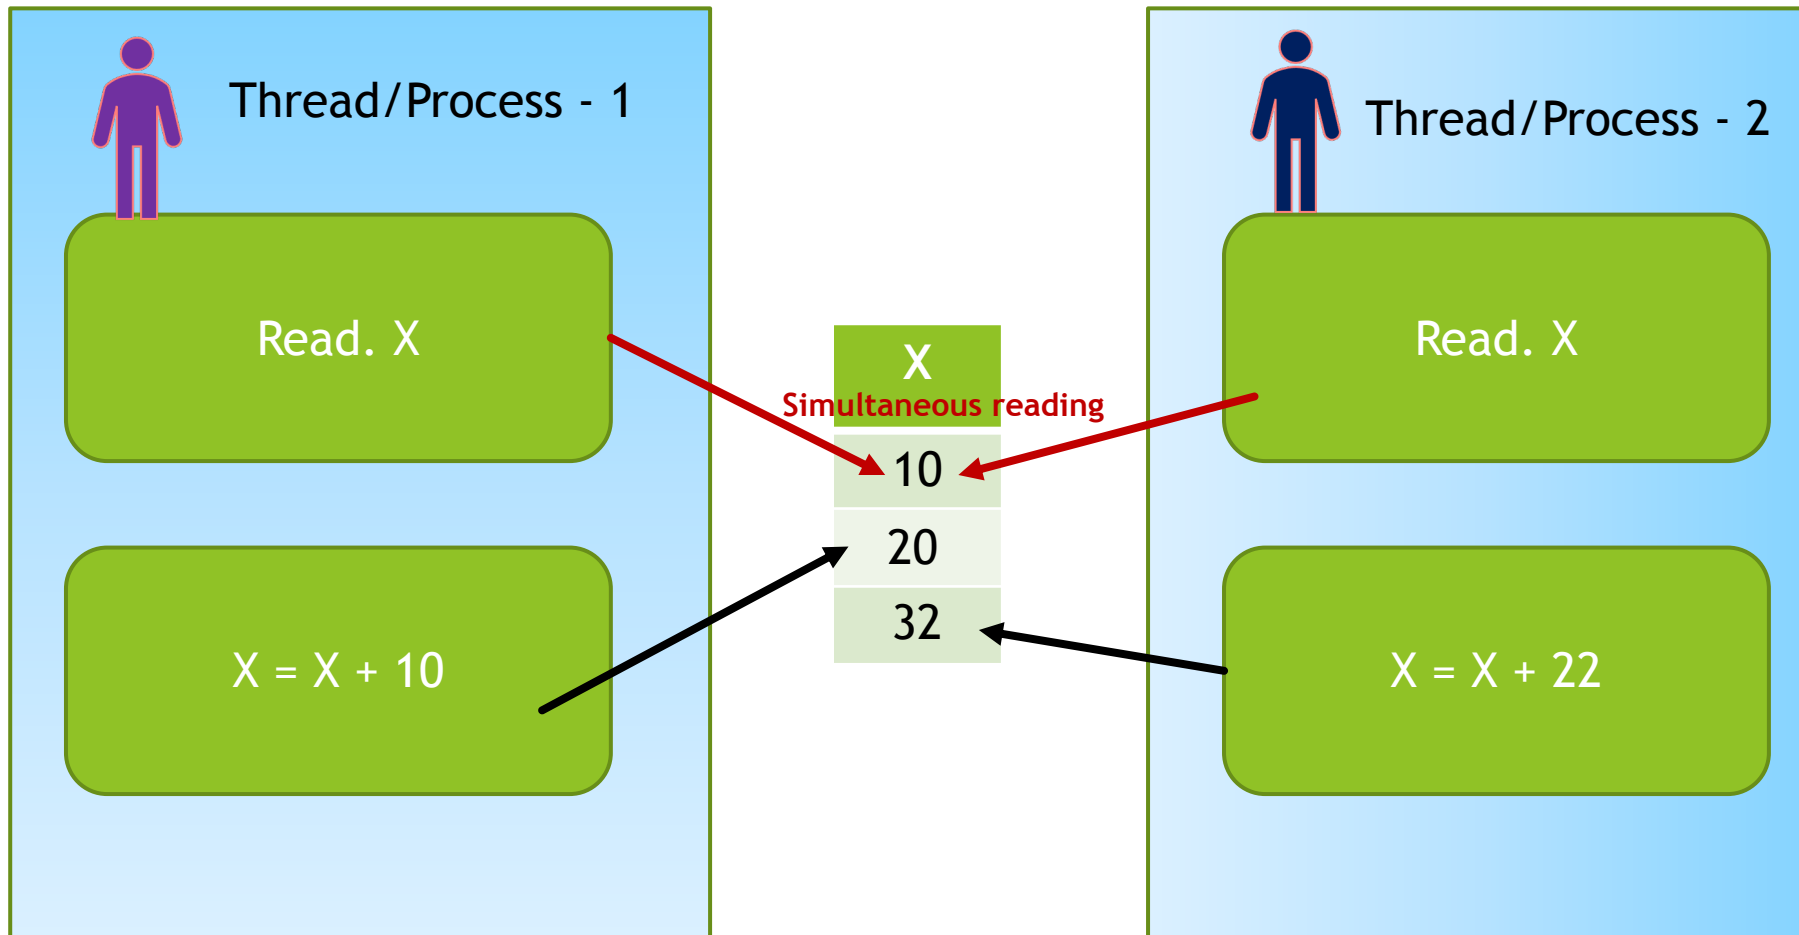 Thread/Process - 1
Read. X
X = X + 10
X
Simultaneous reading
10
20
32
Thread/Process - 2
Read. X
X = X + 22